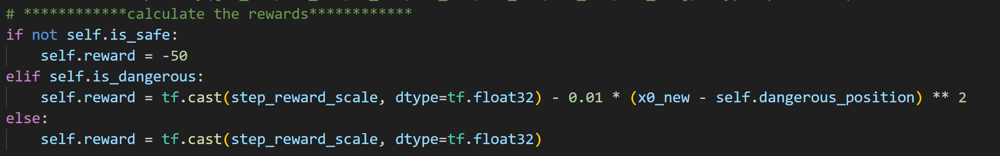 # ************calculate the rewards************
if not self.is_safe:
    self.reward = -50
elif self.is_dangerous:
    self.reward = tf.cast(step_reward_scale, dtype=tf.float32) - 0.01 * (x0_new - self.dangerous_position) ** 2
else:
    self.reward = tf.cast(step_reward_scale, dtype=tf.float32)